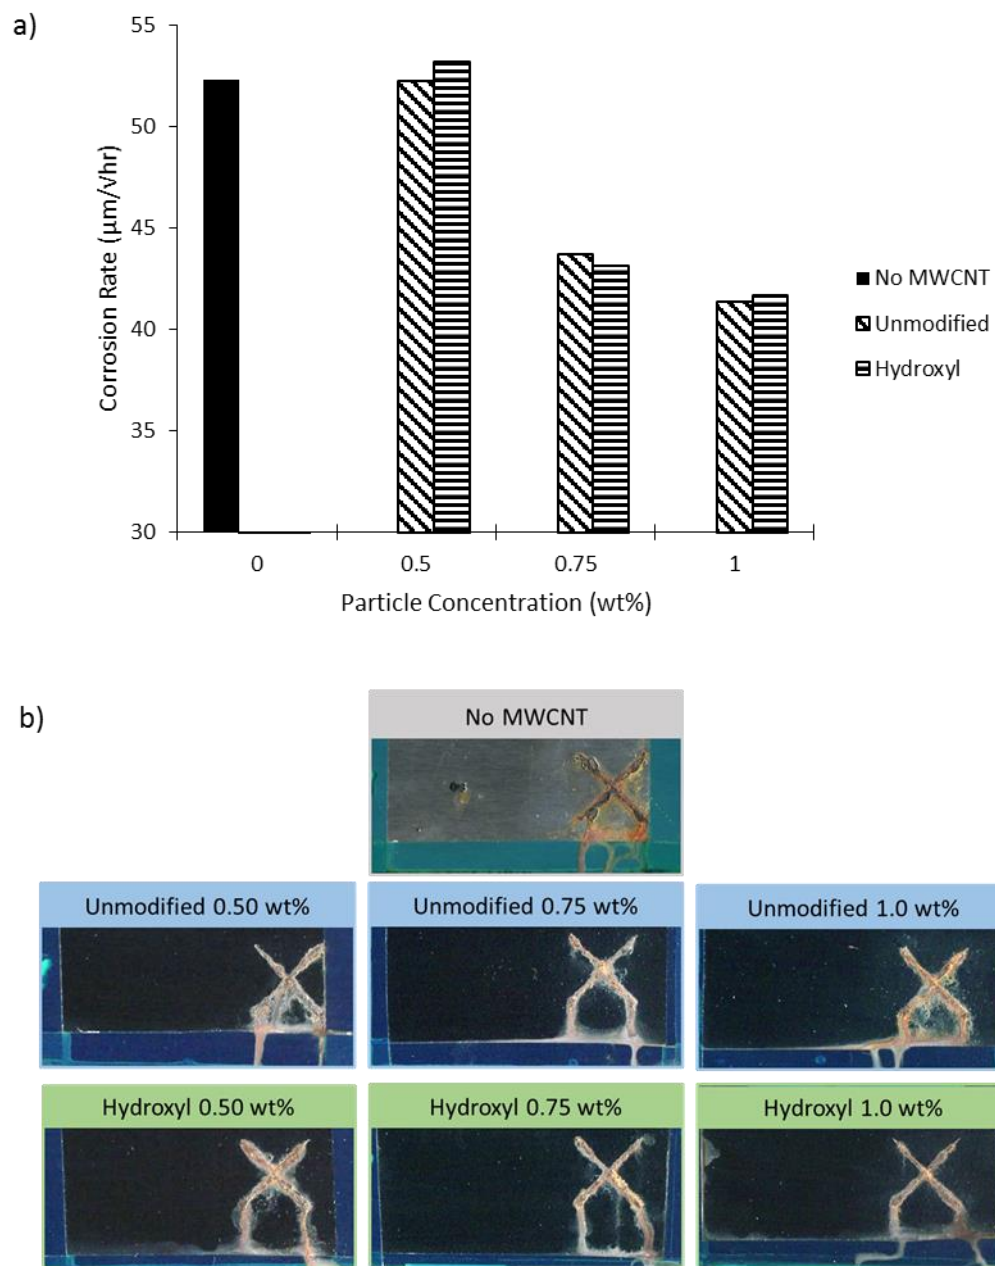 a)
55
50
45
40
35
30
Corrosion Rate (μm/√hr)
0 0.5 0.75 1
Particle Concentration (wt%)
No MWCNT
Unmodified
Hydroxyl
b)
No MWCNT
Unmodified 0.50 wt% Unmodified 0.75 wt% Unmodified 1.0 wt%
Hydroxyl 0.50 wt% Hydroxyl 0.75 wt% Hydroxyl 1.0 wt%